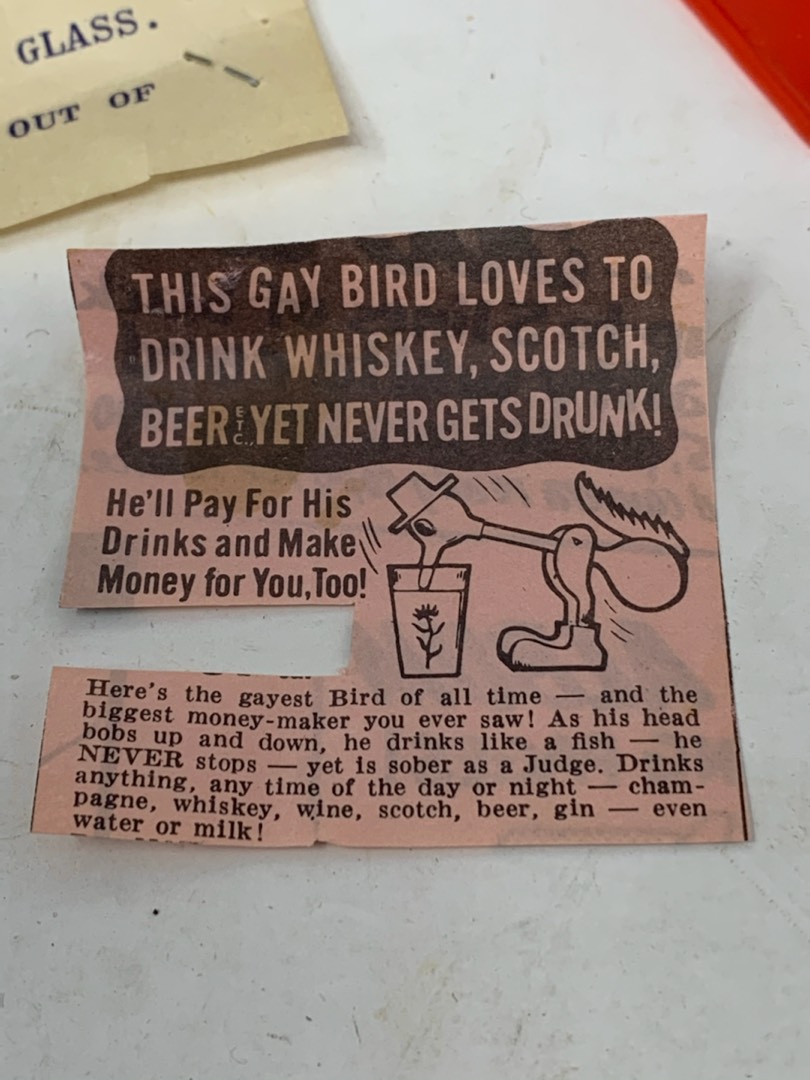 GLASS.
OUT OF
THIS GAY BIRD LOVES TO
DRINK WHISKEY, SCOTCH,
BEER ETC.. YET NEVER GETS DRUNK!
He'll Pay For His
Drinks and Make
Money for You, Too!
Here's the gayest Bird of all time — and the
biggest money-maker you ever saw! As his head
bobs up and down, he drinks like a fish — he
NEVER stops — yet is sober as a Judge. Drinks
anything, any time of the day or night — cham-
pagne, whiskey, wine, scotch, beer, gin — even
water or milk!